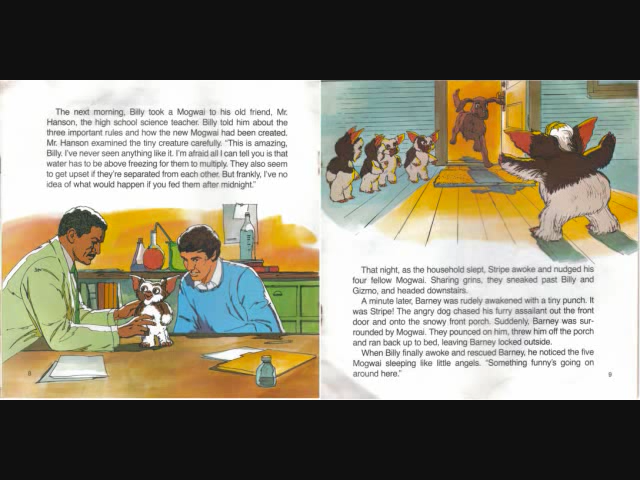 The next morning, Billy took a Mogwai to his old friend, Mr.
Hanson, the high school science teacher. Billy told him about the
three important rules and how the new Mogwai had been created.
Mr. Hanson examined the tiny creature carefully. "This is amazing,
Billy. I've never seen anything like it. I'm afraid all I can tell you is that
water has to be above freezing for them to multiply. They also seem
to get upset if they're separated from each other. But frankly, I've no
idea of what would happen if you fed them after midnight."
8
That night, as the household slept, Stripe awoke and nudged his
four fellow Mogwai. Sharing grins, they sneaked past Billy and
Gizmo, and headed downstairs.
A minute later, Barney was rudely awakened with a tiny punch. It
was Stripe! The angry dog chased his furry assailant out the front
door and onto the snowy front porch. Suddenly, Barney was sur-
rounded by Mogwai. They pounced on him, threw him off the porch
and ran back up to bed, leaving Barney locked outside.
When Billy finally awoke and rescued Barney, he noticed the five
Mogwai sleeping like little angels. "Something funny's going on
around here."
9